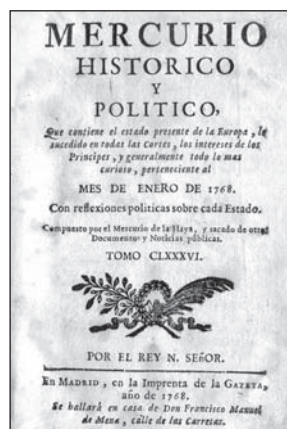 MERCURIO
HISTORICO
Y
POLITICO,
Que contiene el estado presente de la Europa, lo
sucedido en todas las Cortes, los intereses de los
Principes, y generalmente todo lo mas
curioso, perteneciente al
MES DE ENERO DE 1768.
Con reflexiones politicas sobre cada Estado.
Compuesto por el Mercurio de la Haya, y sacado de otros
Documentos y Noticias públicas.
TOMO CLXXXVI.
POR EL REY N. SEñOR.
En MADRID, en la Imprenta de la GAZETA,
año de 1768.
Se hallará en casa de Don Francisco Manuel
de Mena, calle de las Carretas.